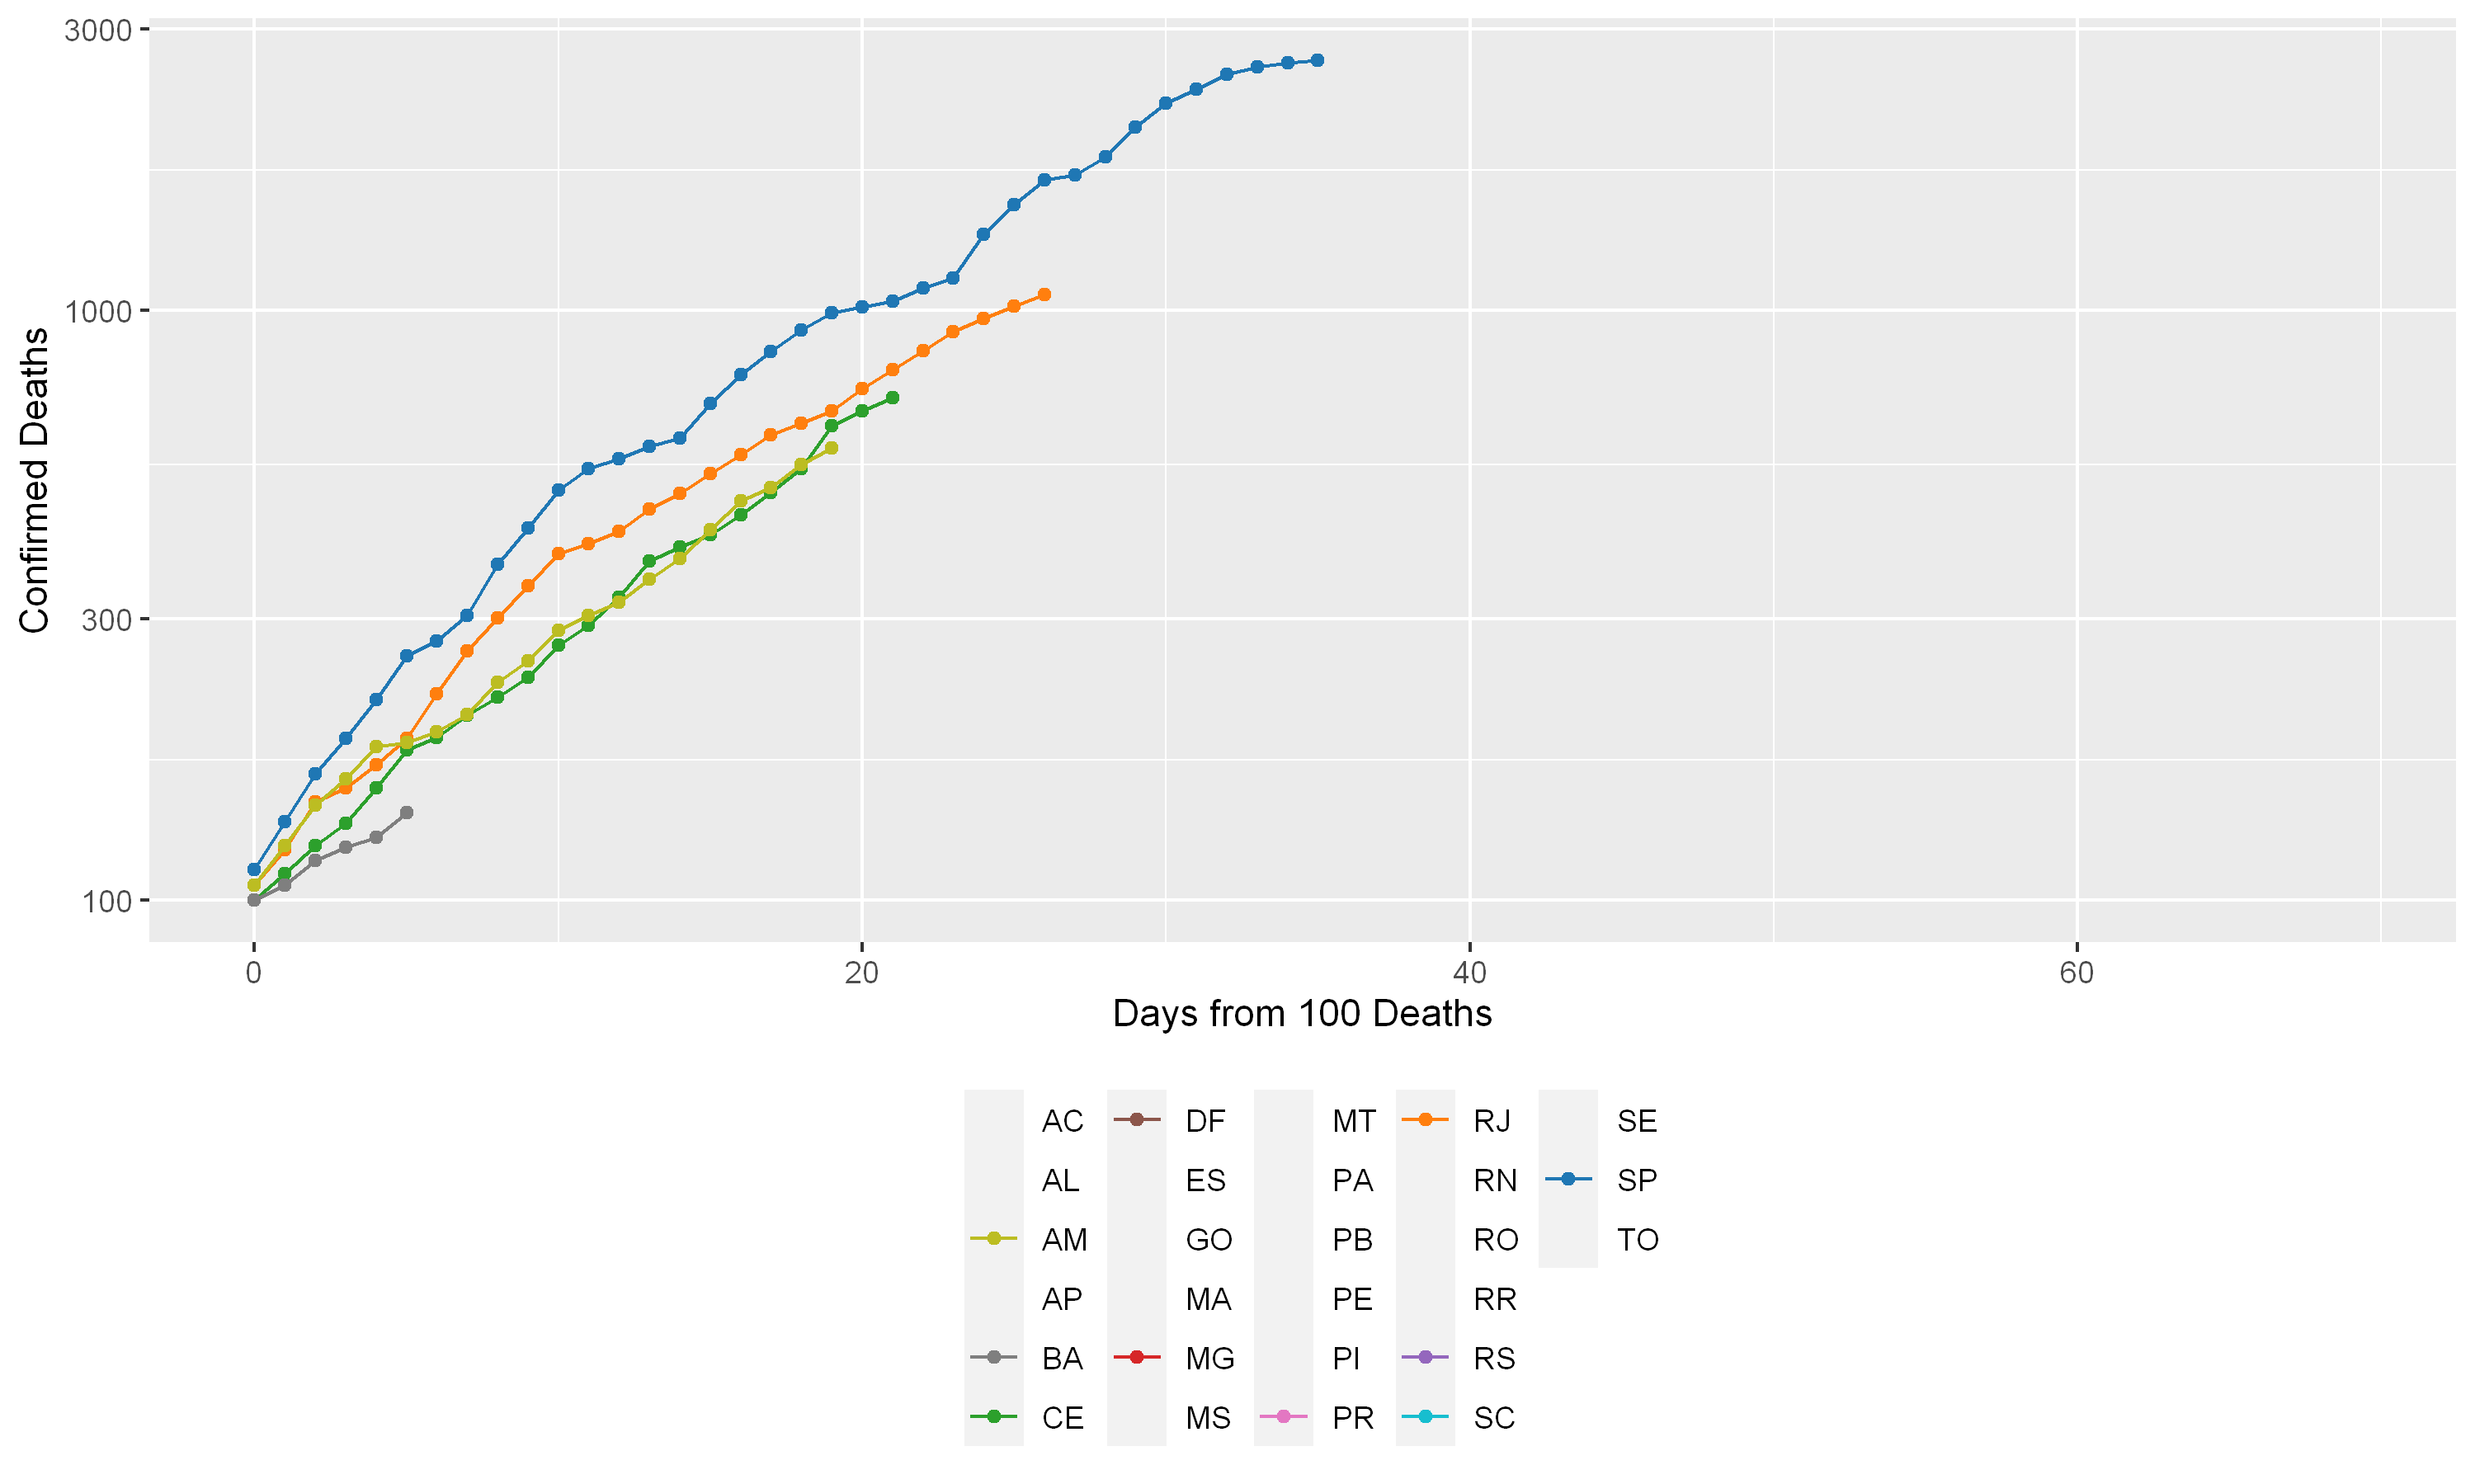 3000
1000
300
100
Confirmed Deaths
0 20 40 60
Days from 100 Deaths
AC DF MT RJ SE
AL ES PA RN SP
AM GO PB RO TO
AP MA PE RR
BA MG PI RS
CE MS PR SC